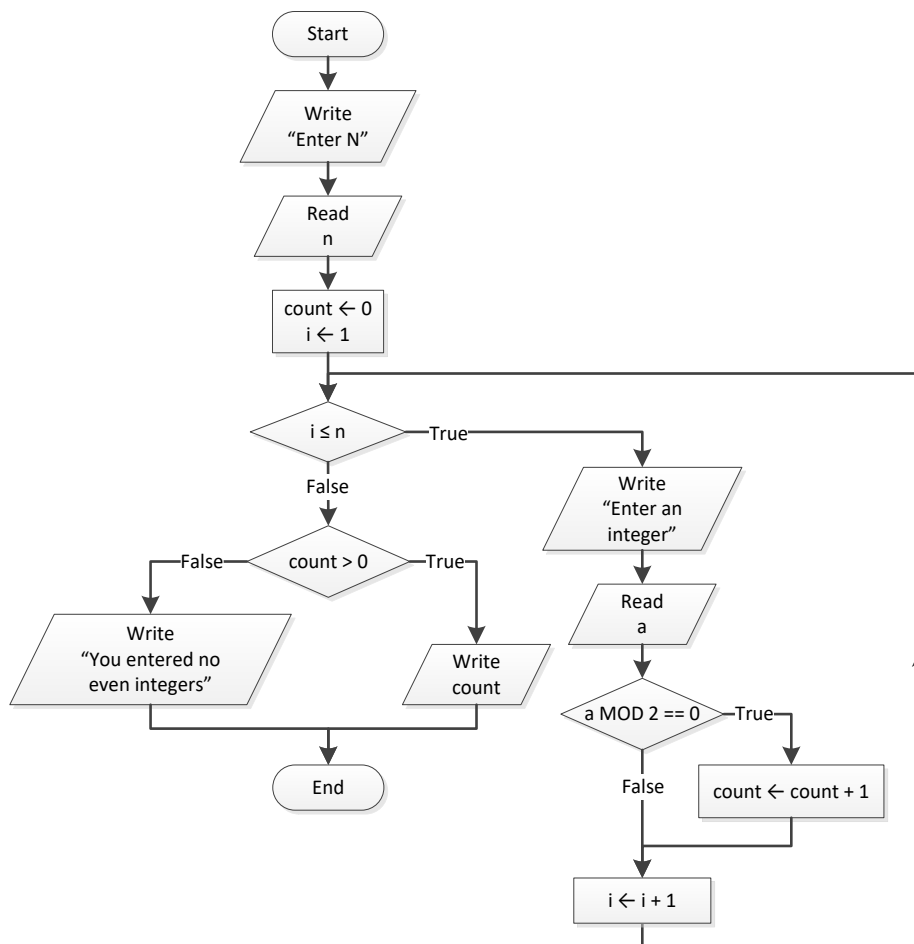 Start
Write
“Enter N”
Read
n
count ← 0
i ← 1
i ≤ n
True
False
Write
“Enter an
integer”
False
count > 0
True
Read
a
Write
“You entered no
even integers”
Write
count
a MOD 2 == 0
True
End
False
count ← count + 1
i ← i + 1